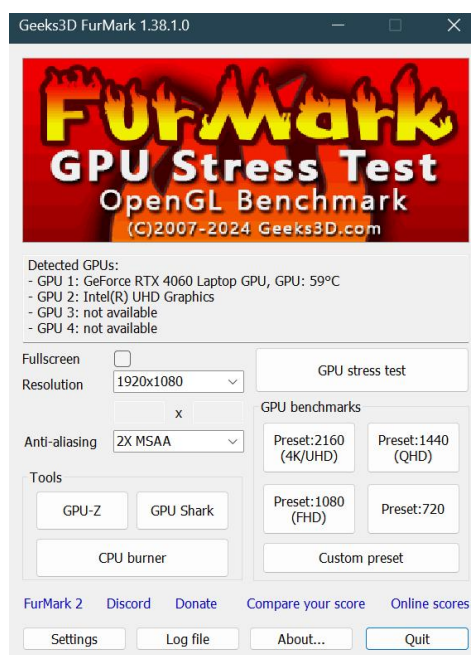 Geeks3D FurMark 1.38.1.0
FurMark
GPU Stress Test
OpenGL Benchmark
(C)2007-2024 Geeks3D.com
Detected GPUs:
- GPU 1: GeForce RTX 4060 Laptop GPU, GPU: 59°C
- GPU 2: Intel(R) UHD Graphics
- GPU 3: not available
- GPU 4: not available
Fullscreen
Resolution 1920x1080
x
Anti-aliasing 2X MSAA
Tools
GPU-Z GPU Shark
CPU burner
GPU stress test
GPU benchmarks
Preset:2160
(4K/UHD)
Preset:1440
(QHD)
Preset:1080
(FHD)
Preset:720
Custom preset
FurMark 2 Discord Donate Compare your score Online scores
Settings Log file About... Quit